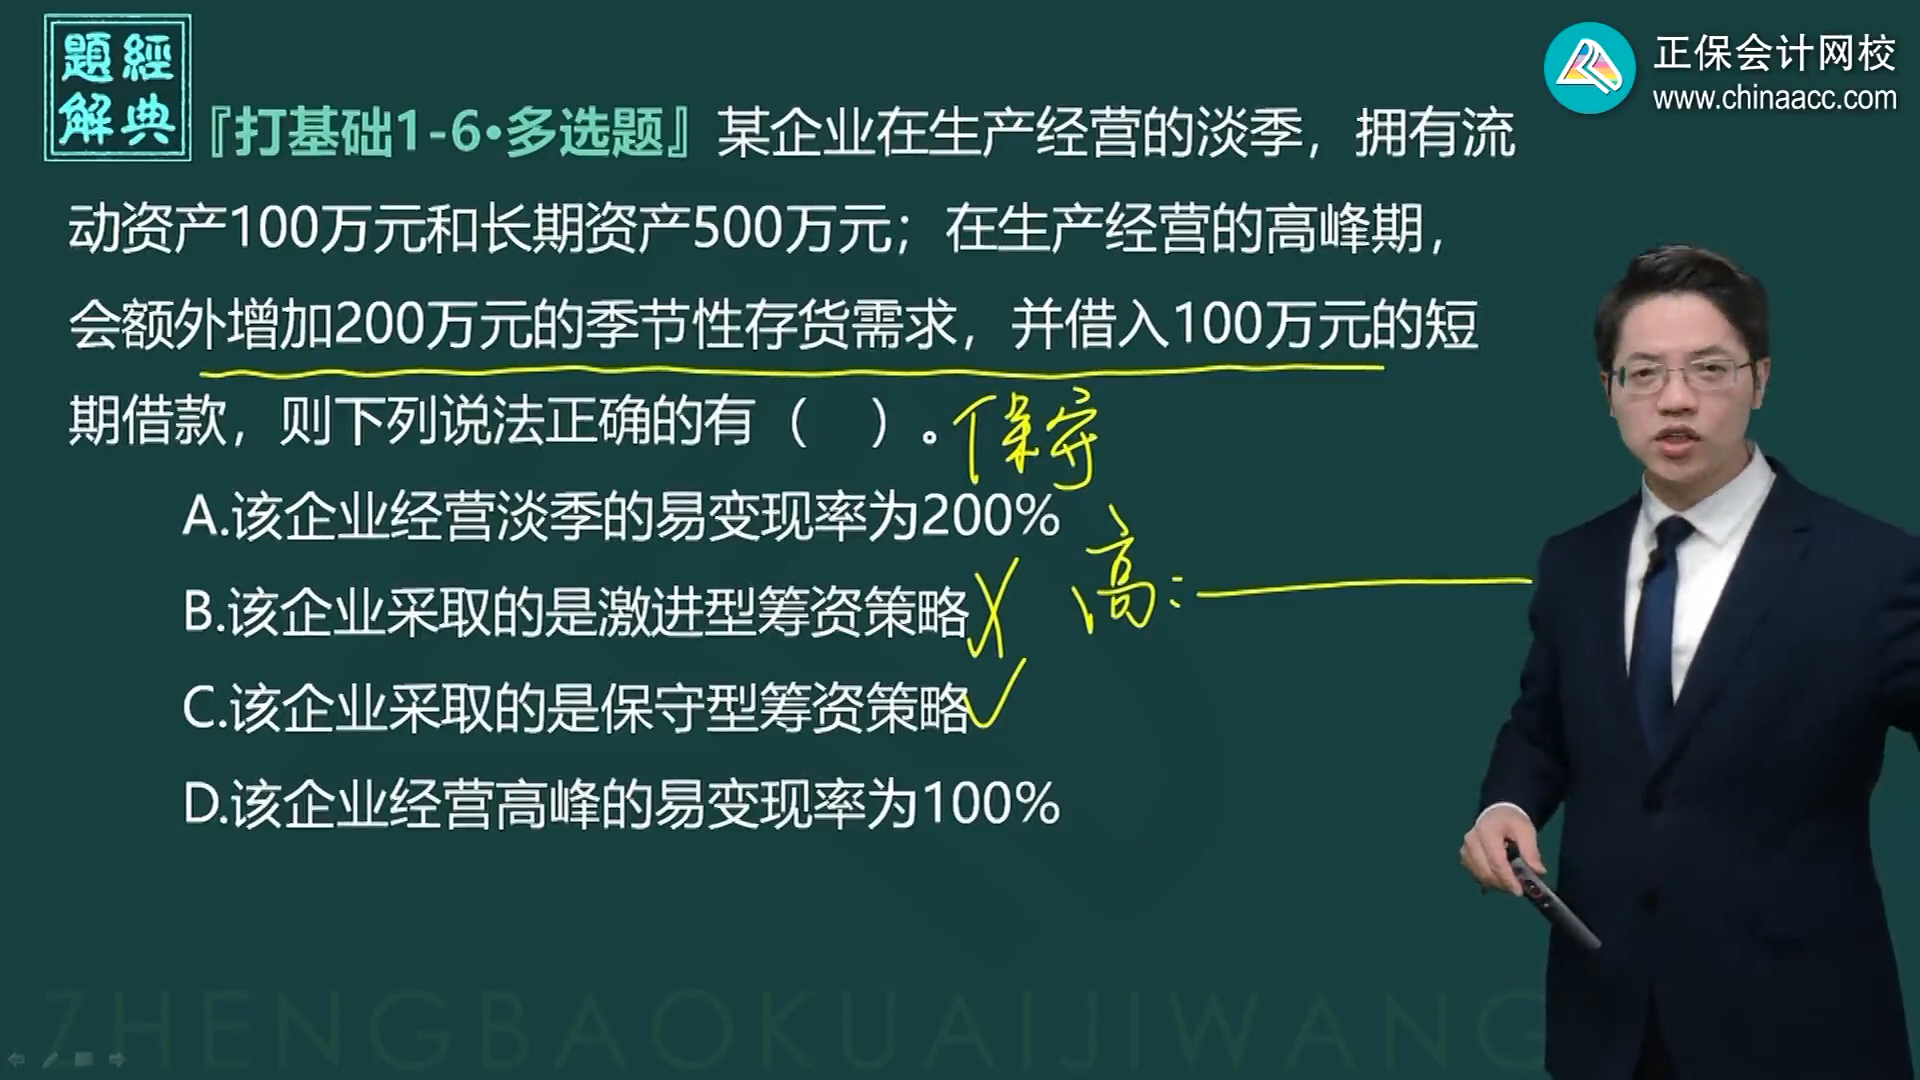 經典題解
正保会计网校
www.chinaacc.com
『打基础1-6•多选题』某企业在生产经营的淡季，拥有流
动资产100万元和长期资产500万元；在生产经营的高峰期，
会额外增加200万元的季节性存货需求，并借入100万元的短
期借款，则下列说法正确的有（　）。
保守
A.该企业经营淡季的易变现率为200%
高：
B.该企业采取的是激进型筹资策略
C.该企业采取的是保守型筹资策略
D.该企业经营高峰的易变现率为100%
ZHENGBAOKUAIJIWANG